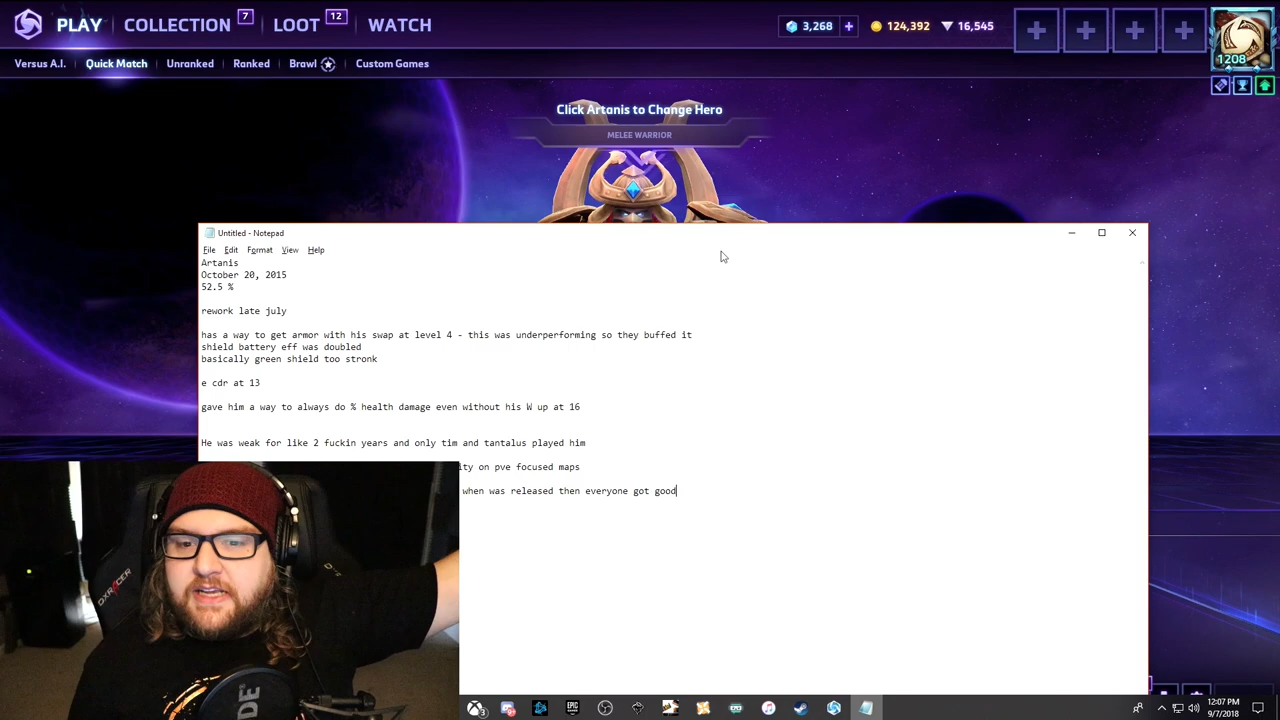 PLAY
COLLECTION
7
LOOT
12
WATCH
3,268
+
124,392
16,545
1208
Versus A.I.
Quick Match
Unranked
Ranked
Brawl
Custom Games
Click Artanis to Change Hero
MELEE WARRIOR
Untitled - Notepad
File Edit Format View Help
Artanis
October 20, 2015
52.5 %
rework late july
has a way to get armor with his swap at level 4 - this was underperforming so they buffed it
shield battery eff was doubled
basically green shield too stronk
e cdr at 13
gave him a way to always do % health damage even without his W up at 16
He was weak for like 2 fuckin years and only tim and tantalus played him
ity on pve focused maps
when was released then everyone got good
DXRACER
DE
12:07 PM
9/7/2018